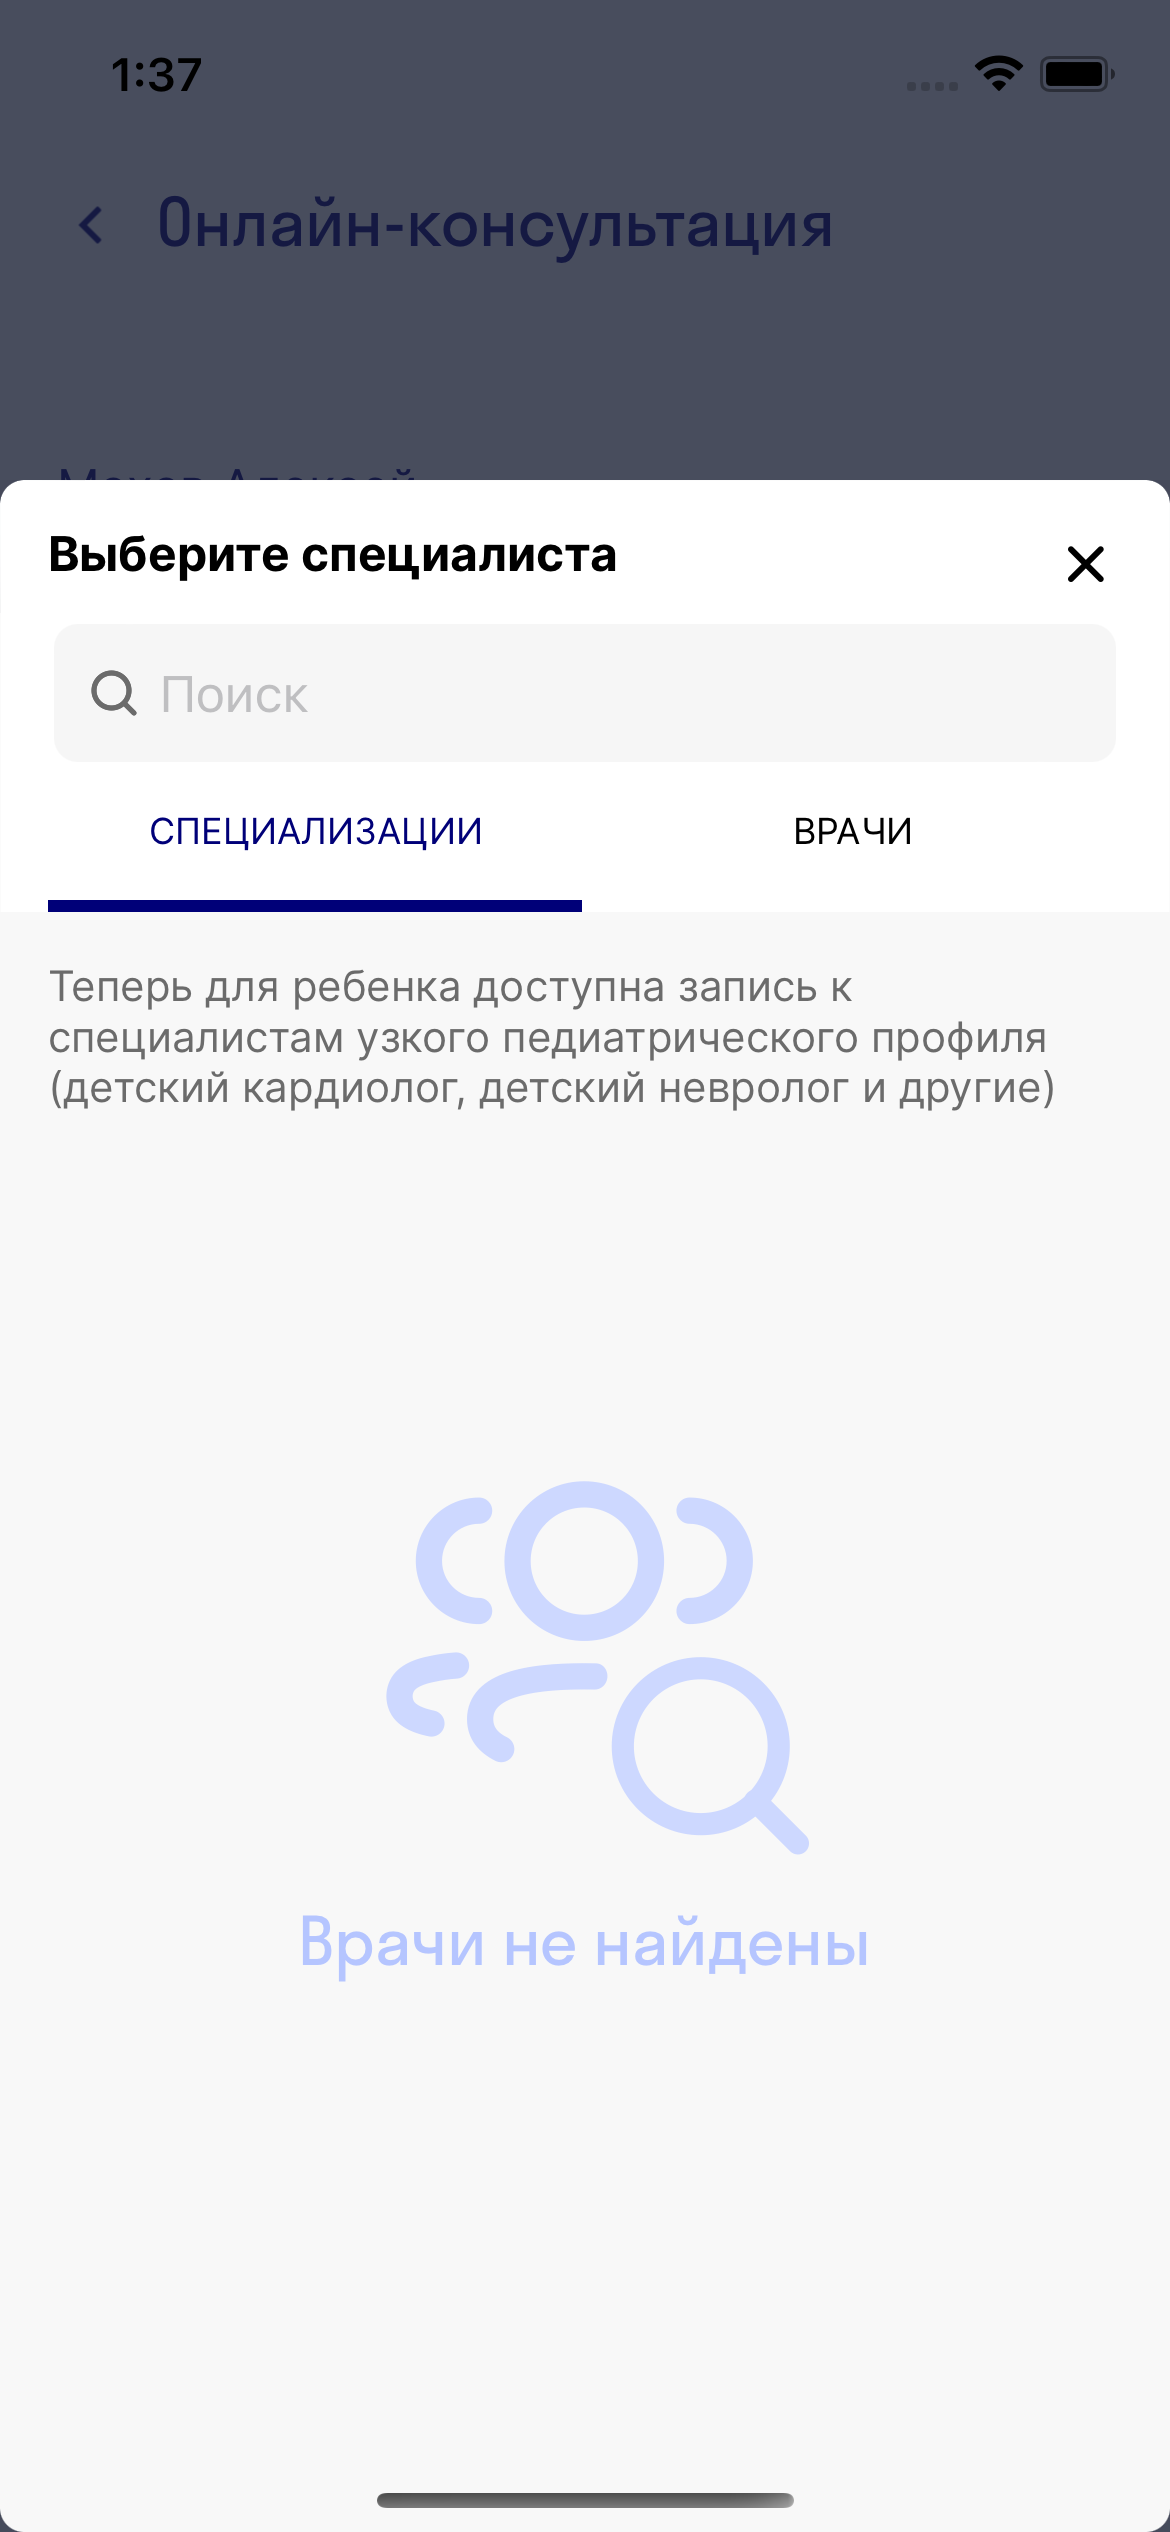 1:37
Онлайн-консультация
Выберите специалиста
Поиск
СПЕЦИАЛИЗАЦИИ
ВРАЧИ
Теперь для ребенка доступна запись к
специалистам узкого педиатрического профиля
(детский кардиолог, детский невролог и другие)
Врачи не найдены